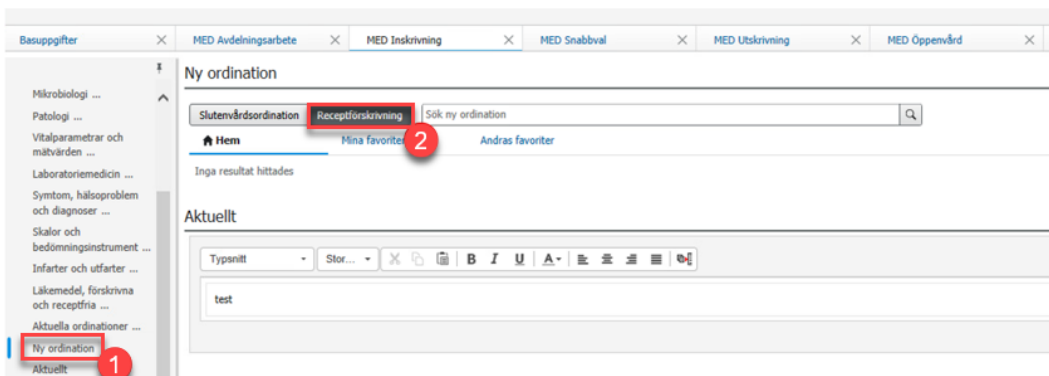 Basuppgifter MED Avdelningsarbete MED Inskrivning MED Snabbval MED Utskrivning MED Öppenvård
Mikrobiologi ...
Patologi ...
Vitalparametrar och
mätvärden ...
Laboratoriemedicin ...
Symtom, hälsoproblem
och diagnoser ...
Skalor och
bedömningsinstrument ...
Infarter och utfarter ...
Läkemedel, förskrivna
och receptfria ...
Aktuella ordinationer ...
Ny ordination
1
Aktuellt
Ny ordination
Slutenvårdsordination Receptförskrivning Sök ny ordination
2
Hem Mina favoriter Andras favoriter
Inga resultat hittades
Aktuellt
Typsnitt Stor... B I U A
test